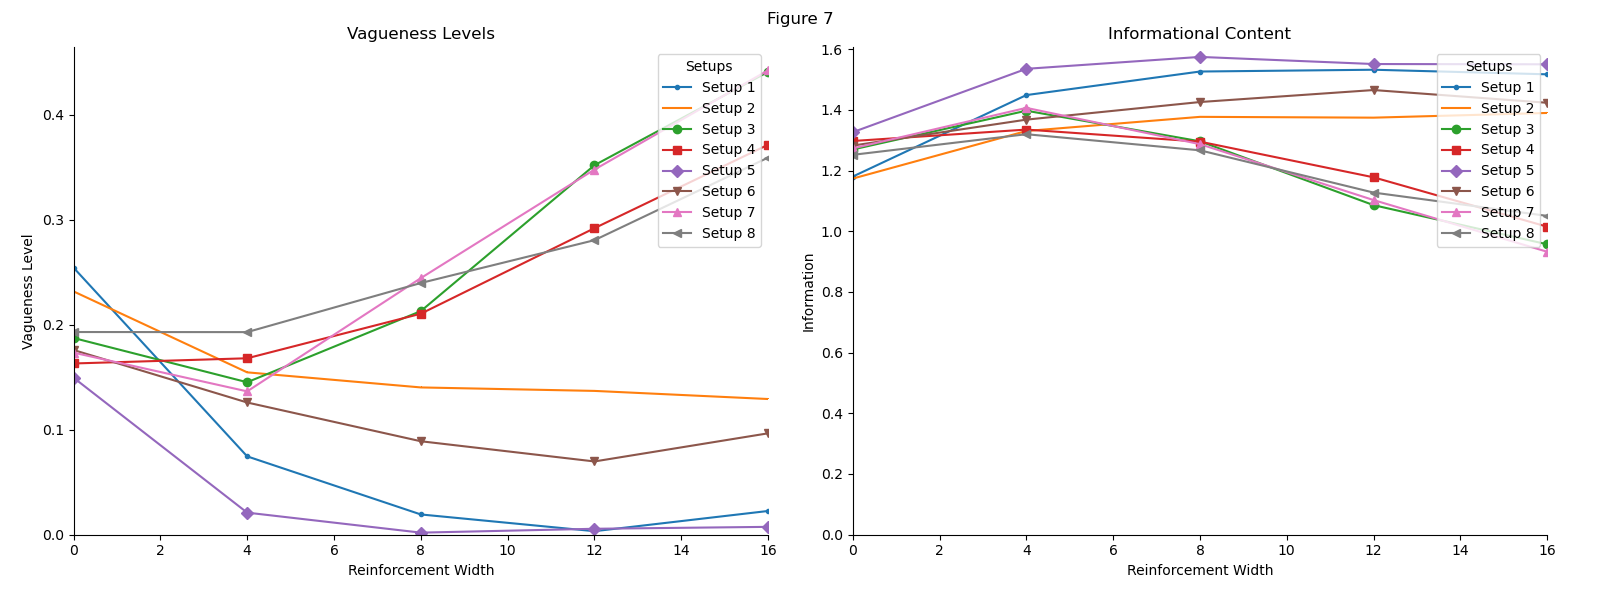 Figure 7
Vagueness Levels
Vagueness Level
0.4
0.3
0.2
0.1
0.0
0 2 4 6 8 10 12 14 16
Reinforcement Width
Setups
Setup 1
Setup 2
Setup 3
Setup 4
Setup 5
Setup 6
Setup 7
Setup 8
Informational Content
Information
1.6
1.4
1.2
1.0
0.8
0.6
0.4
0.2
0.0
0 2 4 6 8 10 12 14 16
Reinforcement Width
Setups
Setup 1
Setup 2
Setup 3
Setup 4
Setup 5
Setup 6
Setup 7
Setup 8